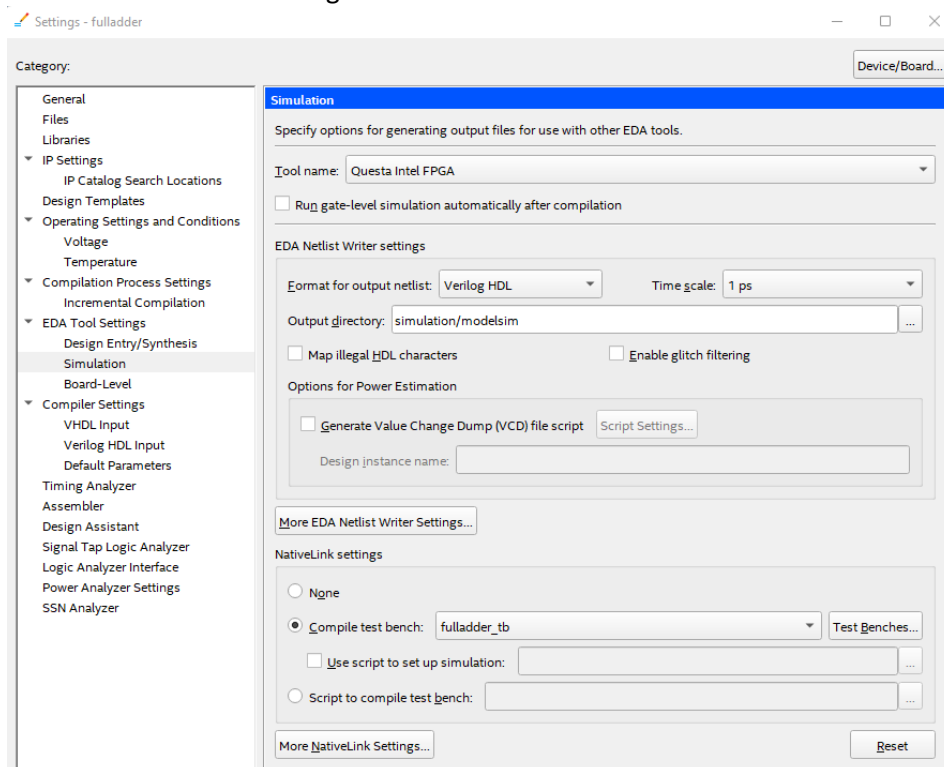 Settings - fulladder
Category:
Device/Board...
General
Files
Libraries
IP Settings
IP Catalog Search Locations
Design Templates
Operating Settings and Conditions
Voltage
Temperature
Compilation Process Settings
Incremental Compilation
EDA Tool Settings
Design Entry/Synthesis
Simulation
Board-Level
Compiler Settings
VHDL Input
Verilog HDL Input
Default Parameters
Timing Analyzer
Assembler
Design Assistant
Signal Tap Logic Analyzer
Logic Analyzer Interface
Power Analyzer Settings
SSN Analyzer
Simulation
Specify options for generating output files for use with other EDA tools.
Tool name: Questa Intel FPGA
Run gate-level simulation automatically after compilation
EDA Netlist Writer settings
Format for output netlist: Verilog HDL Time scale: 1 ps
Output directory: simulation/modelsim ...
Map illegal HDL characters Enable glitch filtering
Options for Power Estimation
Generate Value Change Dump (VCD) file script Script Settings...
Design instance name:
More EDA Netlist Writer Settings...
NativeLink settings
None
Compile test bench: fulladder_tb Test Benches...
Use script to set up simulation: ...
Script to compile test bench: ...
More NativeLink Settings... Reset